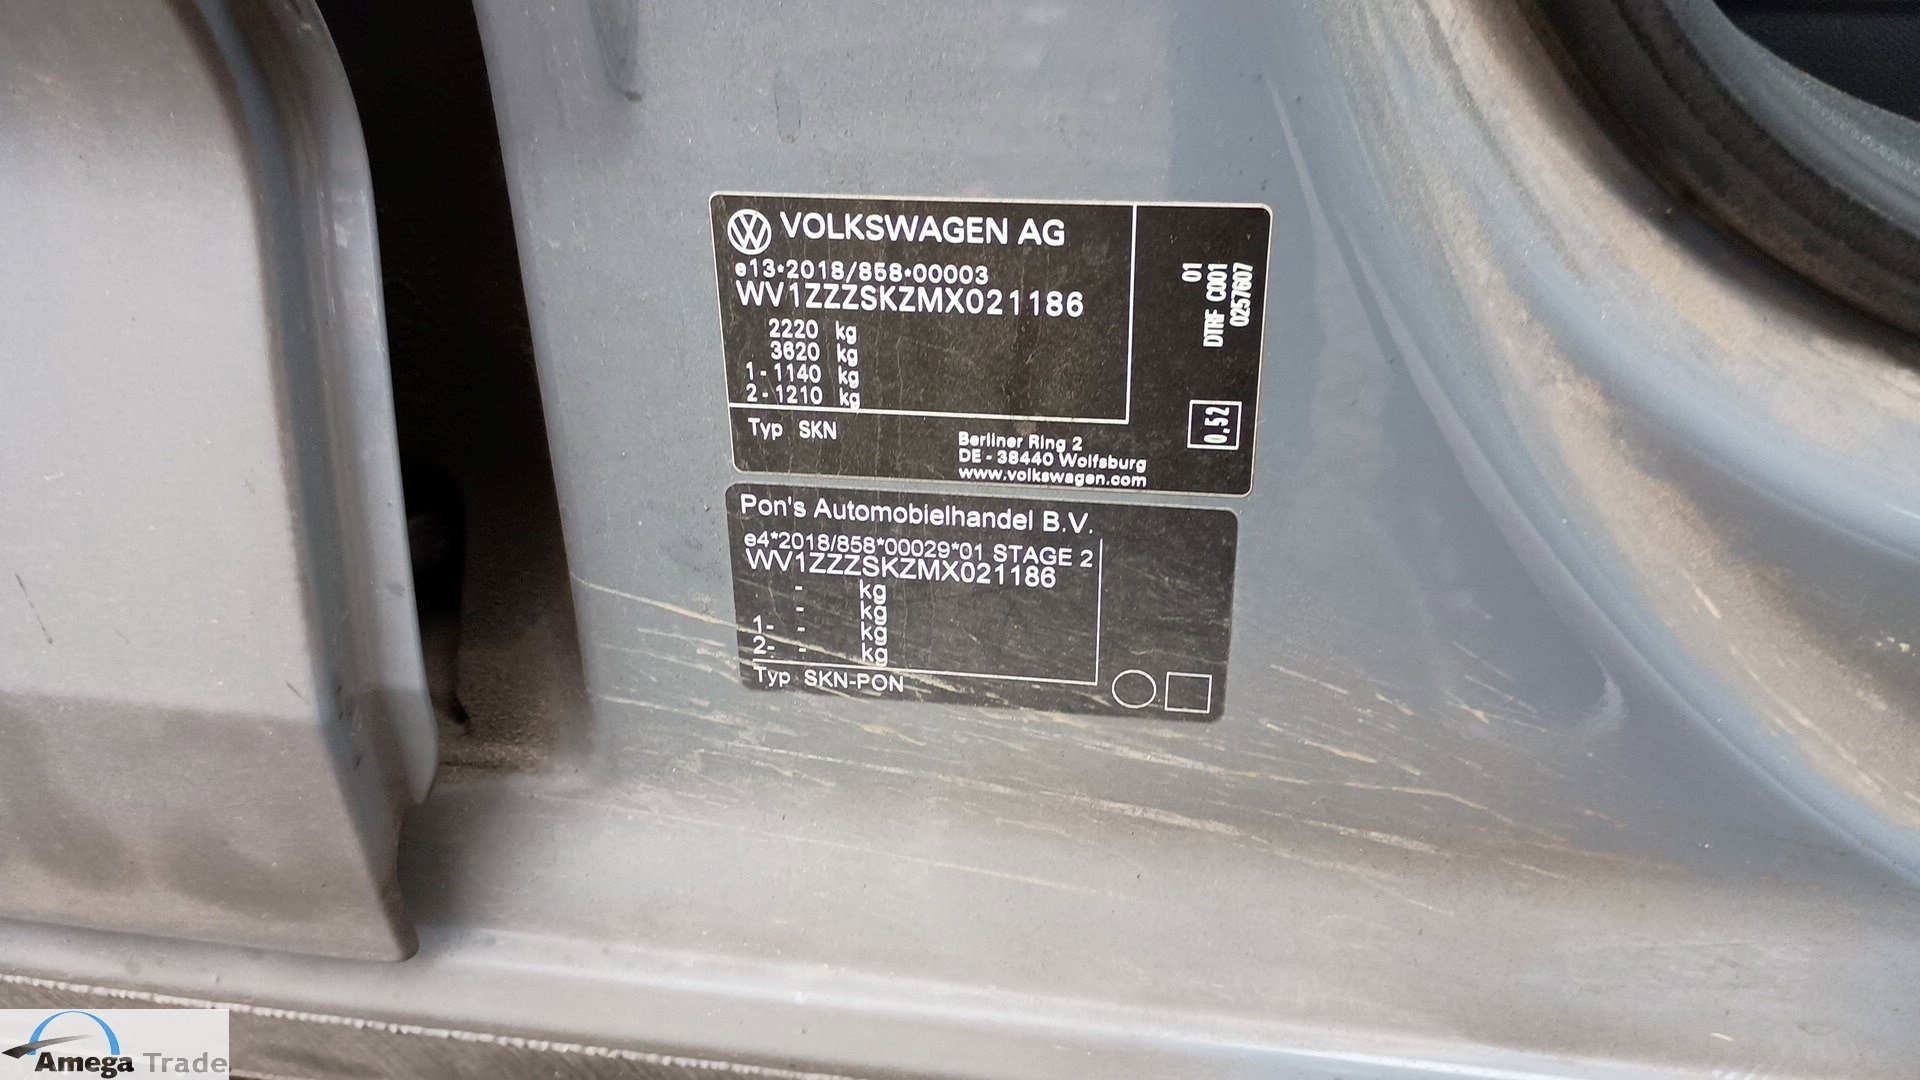 VOLKSWAGEN AG
e13*2018/858*00003
WV1ZZZSKZMX021186
2220 kg
3620 kg
1 - 1140 kg
2 - 1210 kg
Typ SKN
Berliner Ring 2
DE - 38440 Wolfsburg
www.volkswagen.com
01
DTRF C001
0257607
0.52
Pon's Automobielhandel B.V.
e4*2018/858*00029*01 STAGE 2
WV1ZZZSKZMX021186
- kg
- kg
1- - kg
2- - kg
Typ SKN-PON
Amega Trade